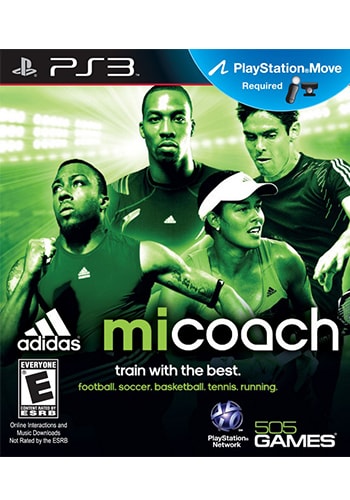 PS3
PlayStation®Move
Required
adidas
micoach
train with the best.
football. soccer. basketball. tennis. running.
EVERYONE
E
CONTENT RATED BY
ESRB
Online Interactions and
Music Downloads
Not Rated by the ESRB
PlayStation®
Network
505
GAMES™